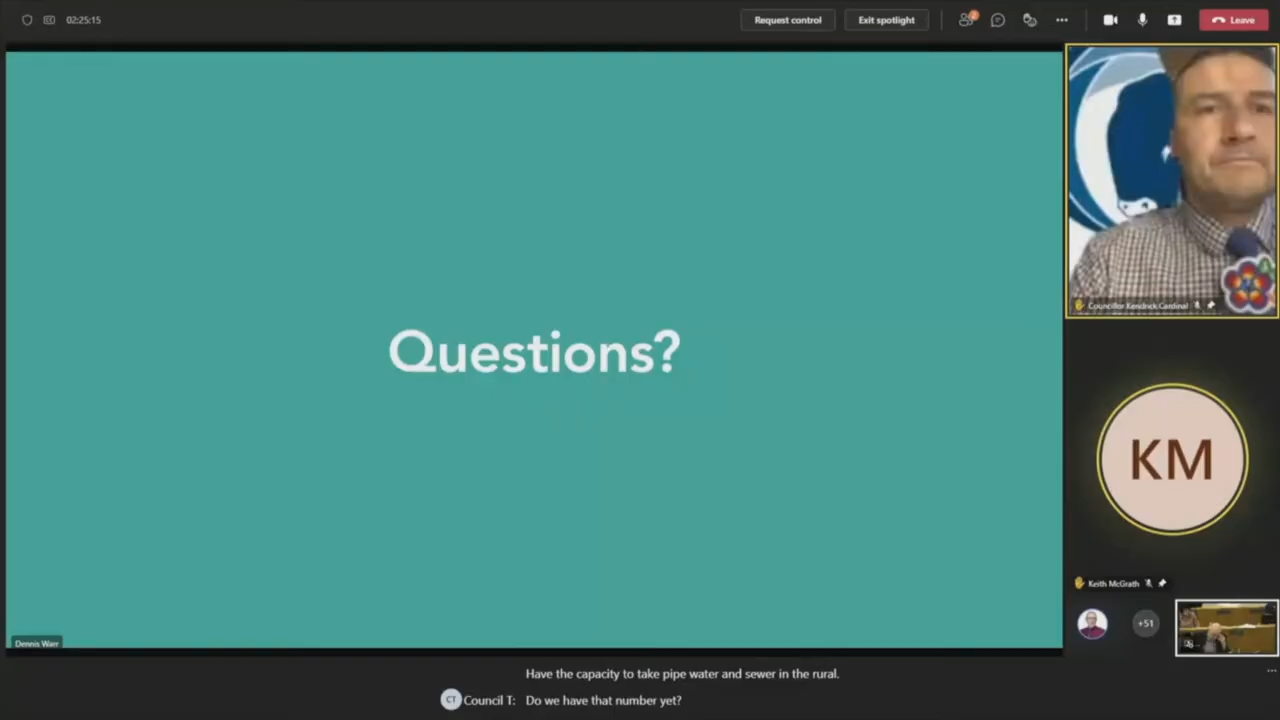 02:25:15
Request control
Exit spotlight
Leave
Questions?
Dennis Warr
Councillor Kendrick Cardinal
KM
Keith McGrath
+51
Have the capacity to take pipe water and sewer in the rural.
CT Council T: Do we have that number yet?